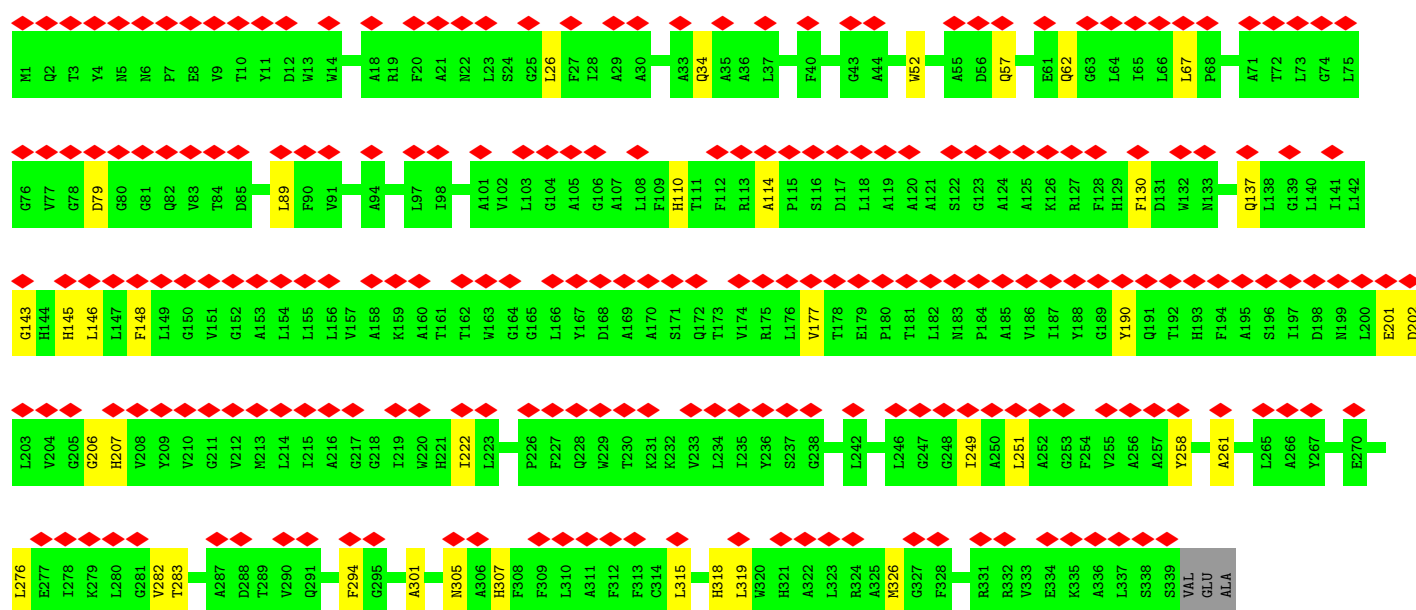 M1 Q2 T3 Y4 N5 N6 P7 E8 V9 T10 Y11 D12 W13 W14 A18 R19 F20 A21 N22 L23 S24 G25 L26 F27 I28 A29 A30 A33 Q34 A35 A36 L37 F40 G43 A44 W52 A55 D56 Q57 E61 Q62 G63 L64 I65 L66 L67 P68 A71 T72 L73 G74 L75
G76 V77 G78 D79 G80 G81 Q82 V83 T84 D85 L89 F90 V91 A94 L97 I98 A101 V102 L103 G104 A105 G106 A107 L108 F109 H110 T111 F112 R113 A114 P115 S116 D117 L118 A119 A120 A121 S122 G123 A124 A125 K126 R127 F128 H129 F130 D131 W132 N133 Q137 L138 G139 L140 I141 L142
G143 H144 H145 L146 L147 F148 L149 G150 V151 G152 A153 L154 L155 L156 V157 A158 K159 A160 T161 T162 W163 G164 G165 L166 Y167 D168 A169 A170 S171 Q172 T173 V174 R175 L176 V177 T178 E179 P180 T181 L182 N183 P184 A185 V186 I187 Y188 G189 Y190 Q191 T192 H193 F194 A195 S196 I197 D198 N199 L200 E201 D202
L203 V204 G205 G206 H207 V208 Y209 V210 G211 V212 M213 L214 I215 A216 G217 G218 I219 W220 H221 I222 L223 P226 F227 Q228 W229 T230 K231 K232 V233 L234 I235 Y236 S237 G238 L242 L246 G247 G248 I249 A250 L251 A252 G253 F254 V255 A256 A257 Y258 A261 L265 A266 Y267 E270
L276 E277 I278 K279 L280 G281 V282 T283 A287 D288 T289 V290 Q291 F294 G295 A301 N305 A306 H307 F308 F309 L310 A311 F312 F313 C314 L315 H318 L319 W320 H321 A322 L323 R324 A325 M326 G327 F328 R331 R332 V333 E334 K335 A336 L337 S338 S339 VAL GLU ALA